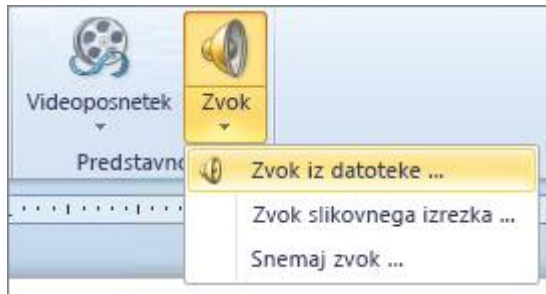 Videoposnetek Zvok
Predstavno
Zvok iz datoteke ...
Zvok slikovnega izrezka ...
Snemaj zvok ...